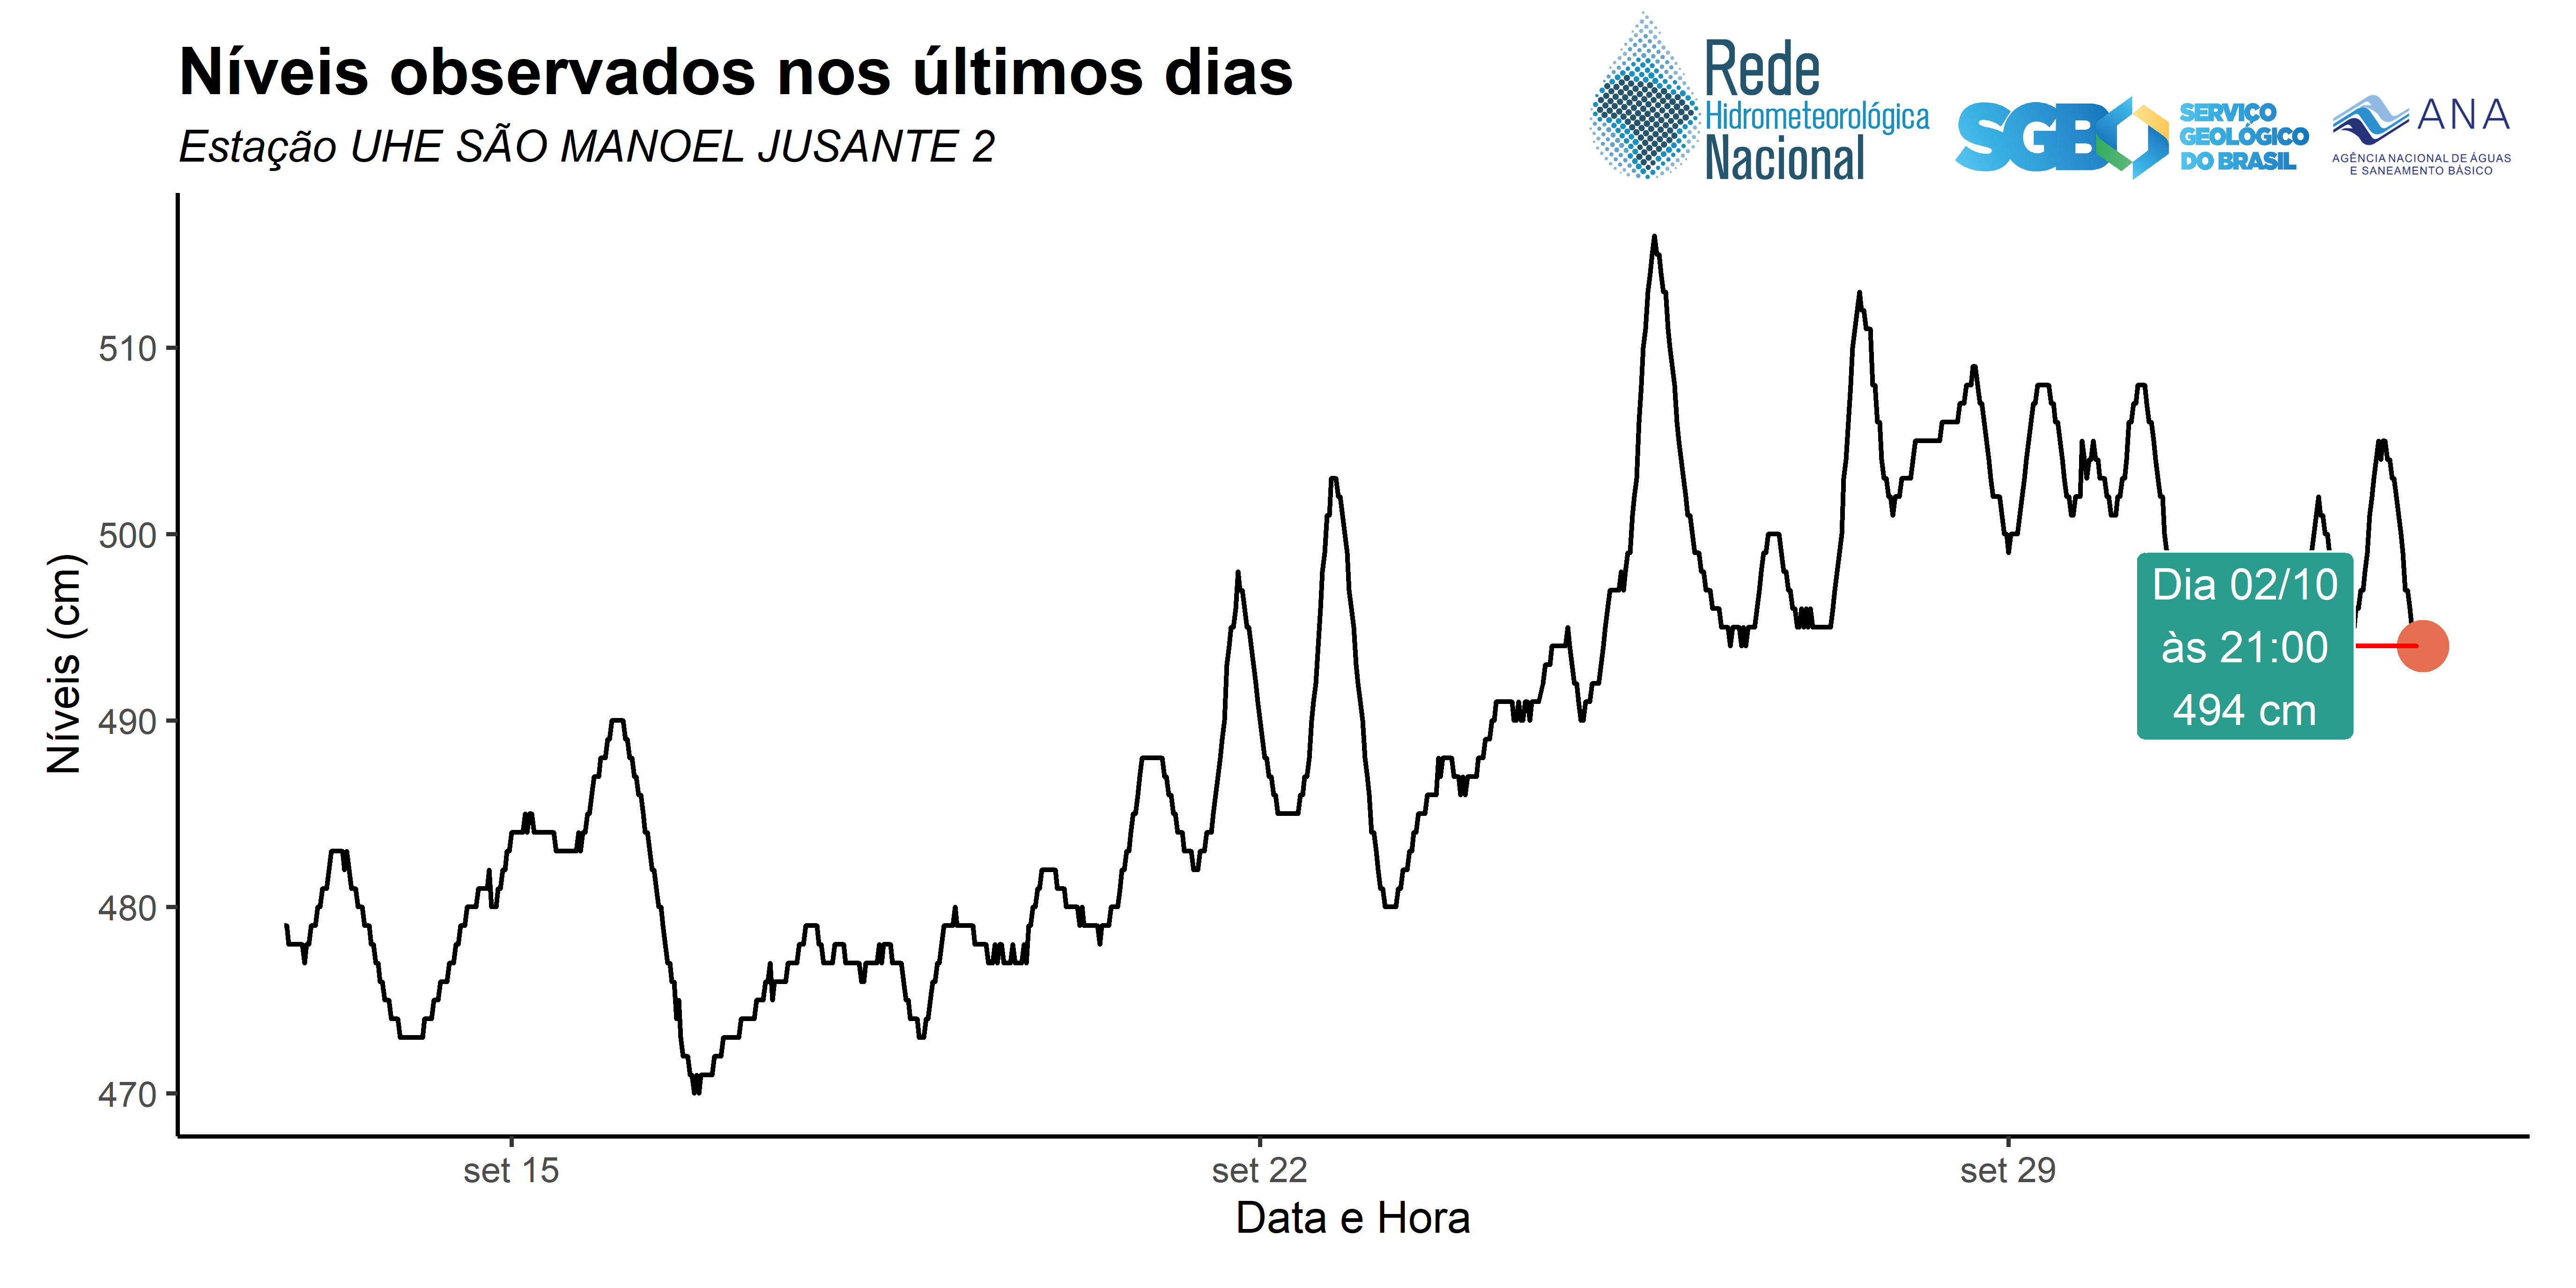 Níveis observados nos últimos dias
Estação UHE SÃO MANOEL JUSANTE 2
Rede
Hidrometeorológica
Nacional
SGB
SERVIÇO
GEOLÓGICO
DO BRASIL
ANA
AGÊNCIA NACIONAL DE ÁGUAS
E SANEAMENTO BÁSICO
Níveis (cm)
510
500
490
480
470
Dia 02/10
às 21:00
494 cm
set 15
set 22
set 29
Data e Hora